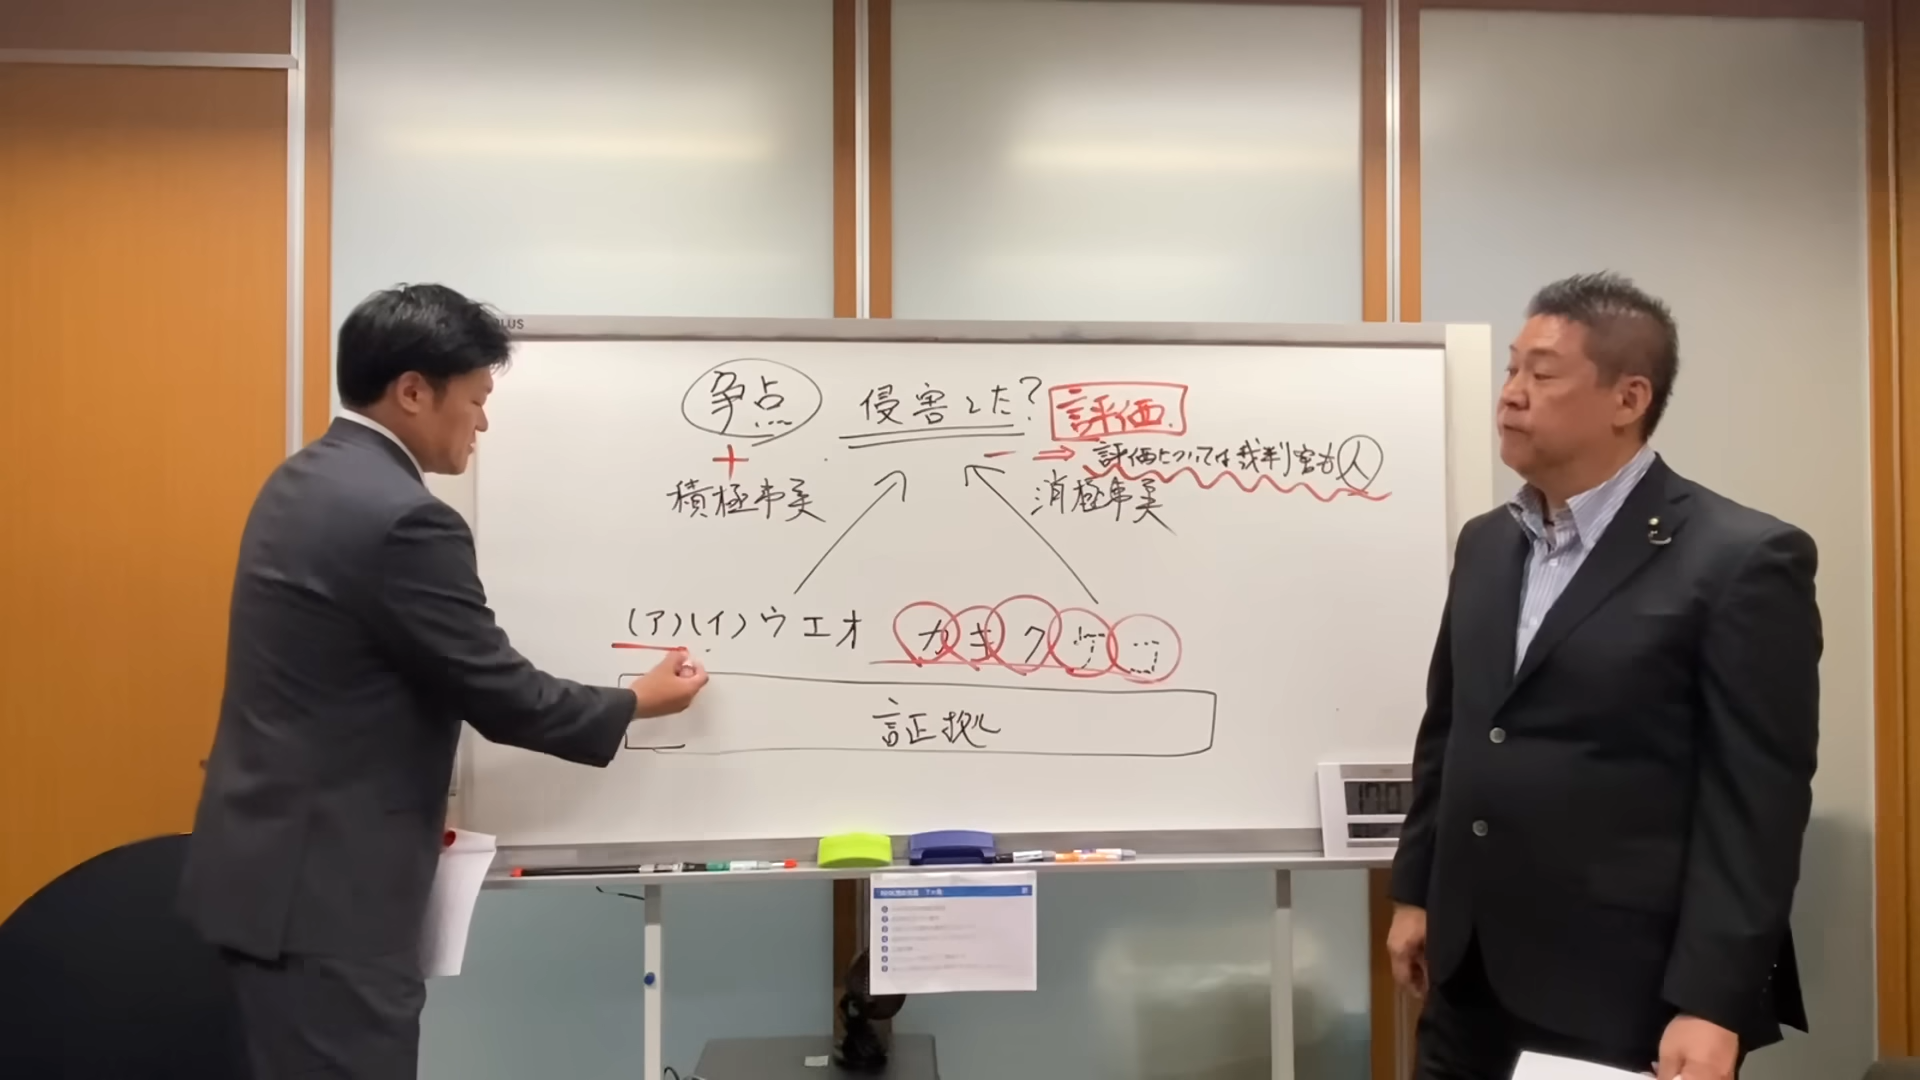 PLUS
争点 侵害した? 評価.
+ - ⇒ 評価については裁判官も人
積極事実 消極事実
(ア)(イ)ウエオ カキクケコ
証拠